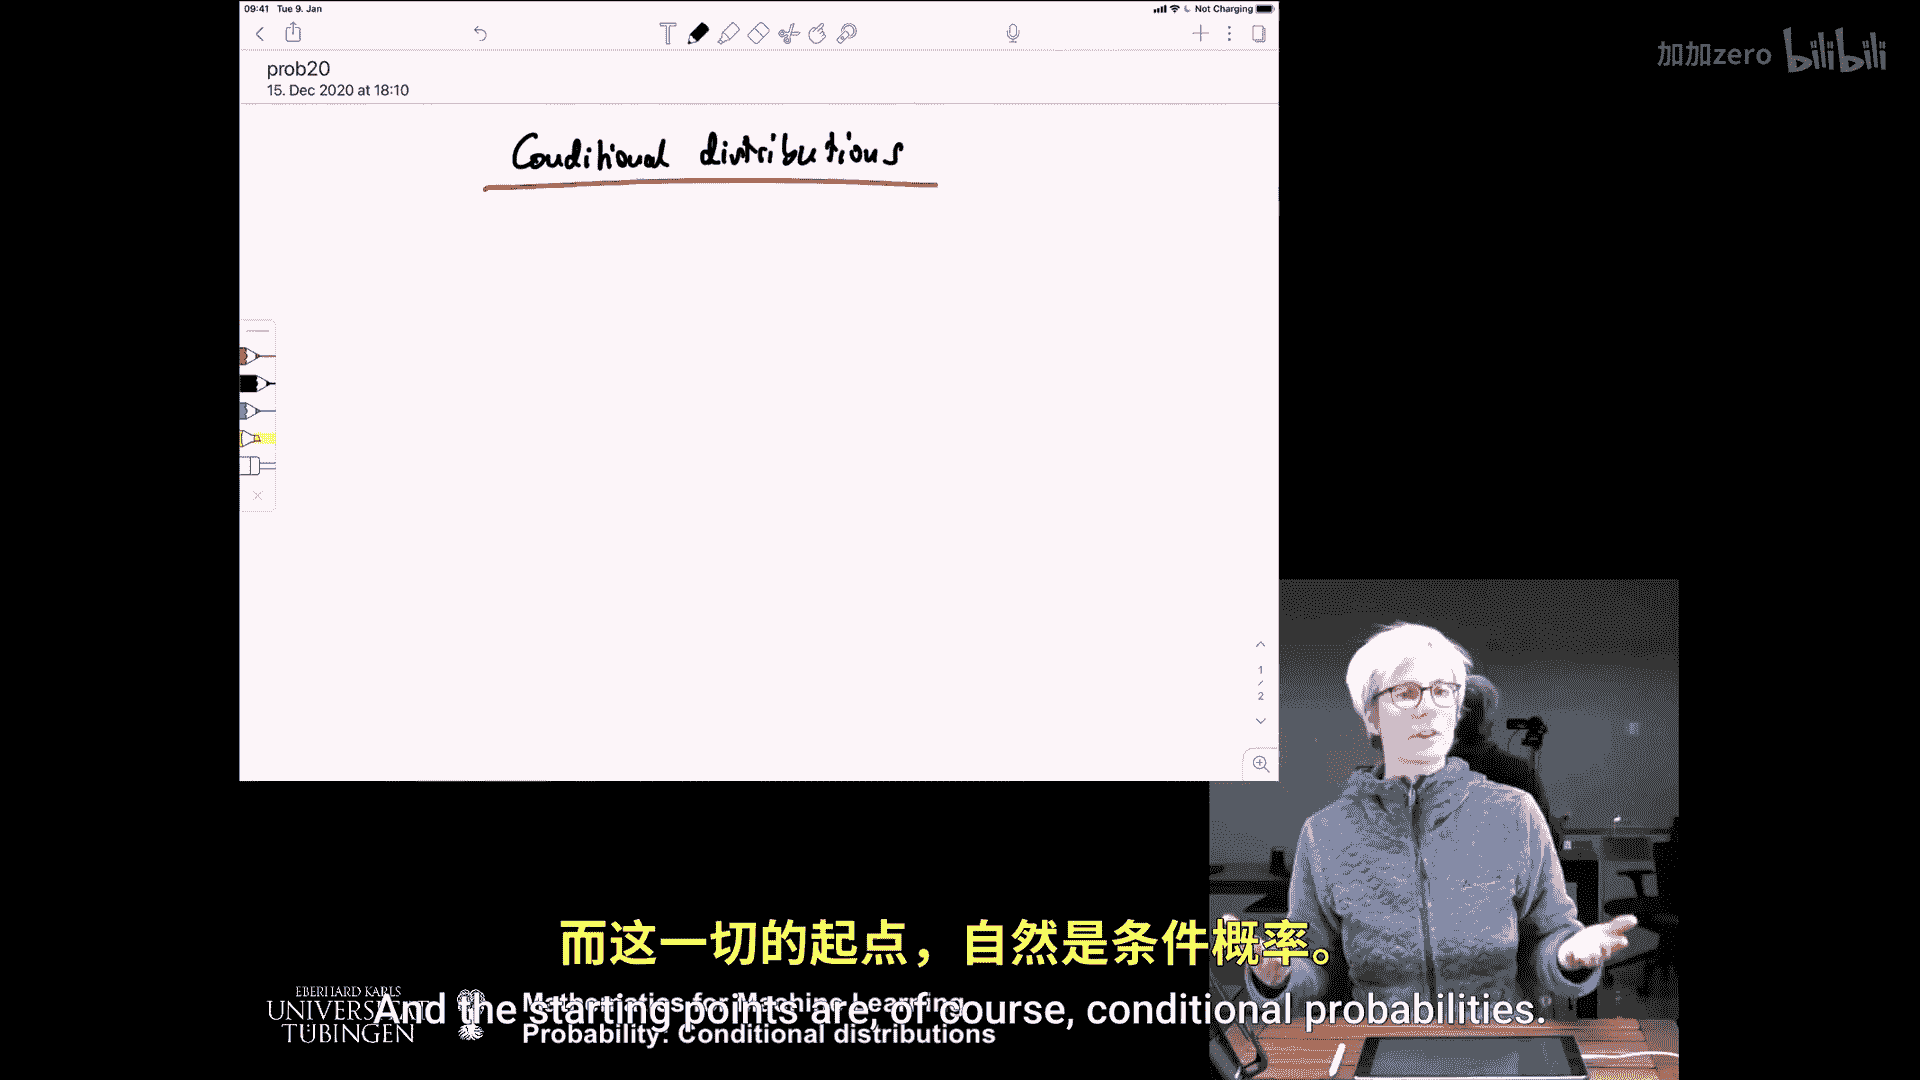 09:41 Tue 9. Jan
Not Charging
加加zero bilibili
prob20
15. Dec 2020 at 18:10
Conditional distributions
1
/
2
而这一切的起点，自然是条件概率。
And the starting points are, of course, conditional probabilities.
EBERHARD KARLS
UNIVERSITÄT
TÜBINGEN
Mathematics for Machine Learning
Probability: Conditional distributions